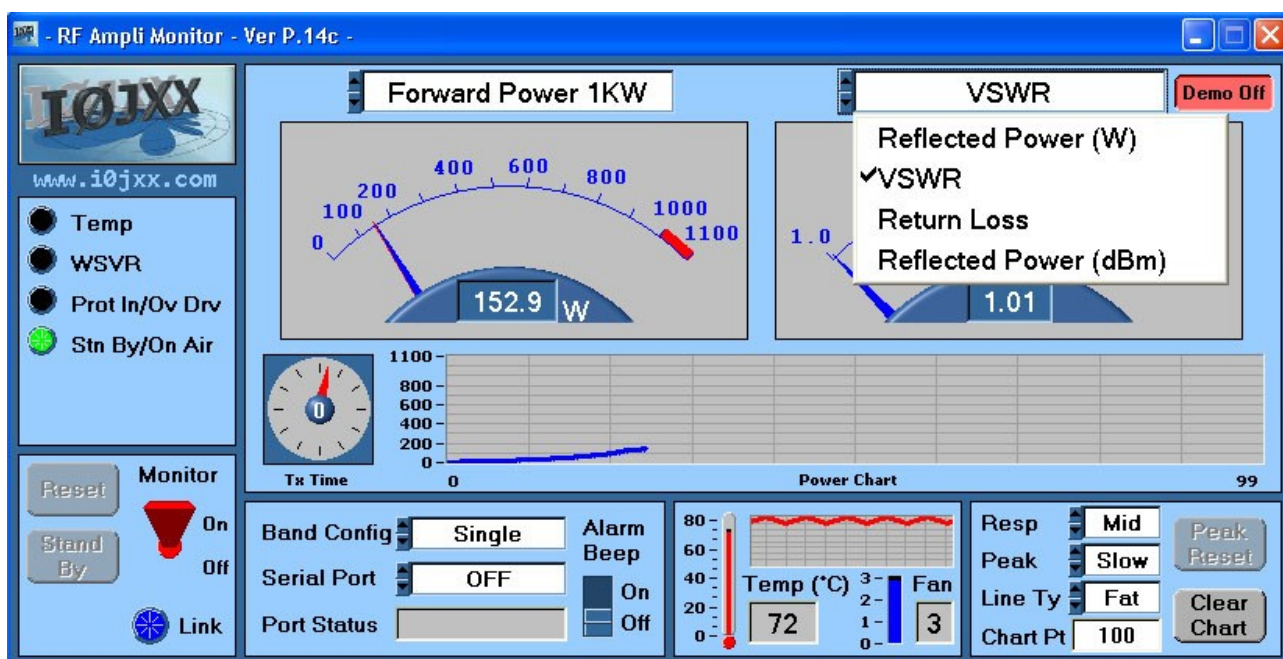 - RF Ampli Monitor - Ver P.14c -
IØJXX
www.i0jxx.com
Temp
WSVR
Prot In/Ov Drv
Stn By/On Air
Forward Power 1KW
VSWR
Demo Off
Reflected Power (W)
✓VSWR
Return Loss
Reflected Power (dBm)
0 100 200 400 600 800 1000 1100
152.9 W
1.0
1.01
0
Tx Time
1100
800
600
400
200
0
0 Power Chart 99
Reset
Stand By
Monitor
On
Off
Link
Band Config Single
Serial Port OFF
Port Status
Alarm
Beep
On
Off
80
60
40
20
0
Temp (°C)
72
3
2
1
0
Fan
3
Resp Mid
Peak Slow
Line Ty Fat
Chart Pt 100
Peak
Reset
Clear
Chart